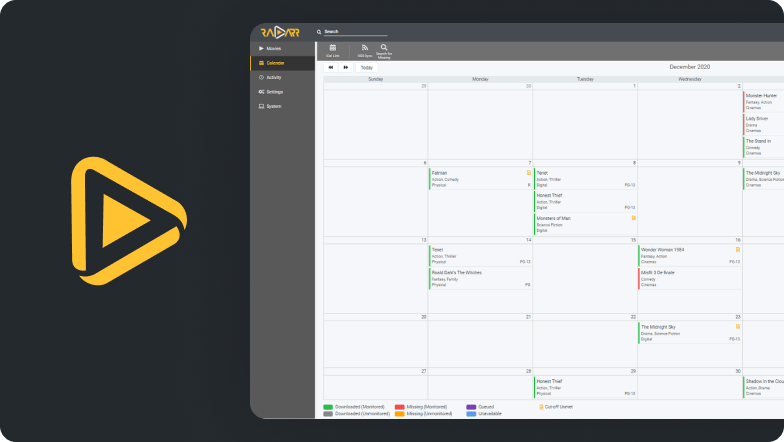 RADARR
Search
Movies
Calendar
Activity
Settings
System
iCal Link
RSS Sync
Search for Missing
Today
December 2020
Sunday
Monday
Tuesday
Wednesday
29
30
1
2
Monster Hunter
Fantasy, Action
Cinemas
Lady Driver
Drama
Cinemas
The Stand In
Comedy
Cinemas
6
7
8
9
Fatman
Action, Comedy
Physical
R
Tenet
Action, Thriller
Digital
PG-13
Honest Thief
Action, Thriller
Digital
PG-13
Monsters of Man
Science Fiction
Digital
The Midnight Sky
Drama, Science Fiction
Cinemas
13
14
15
16
Tenet
Action, Thriller
Physical
PG-13
Roald Dahl's The Witches
Fantasy, Family
Physical
PG
Wonder Woman 1984
Fantasy, Action
Cinemas
PG-13
Misfit 3 De finale
Comedy
Cinemas
20
21
22
23
The Midnight Sky
Drama, Science Fiction
Digital
PG-13
27
28
29
30
Honest Thief
Action, Thriller
Physical
PG-13
Shadow in the Clou
Action, Drama
Cinemas
Downloaded (Monitored)
Missing (Monitored)
Queued
Cutoff Unmet
Downloaded (Unmonitored)
Missing (Unmonitored)
Unavailable